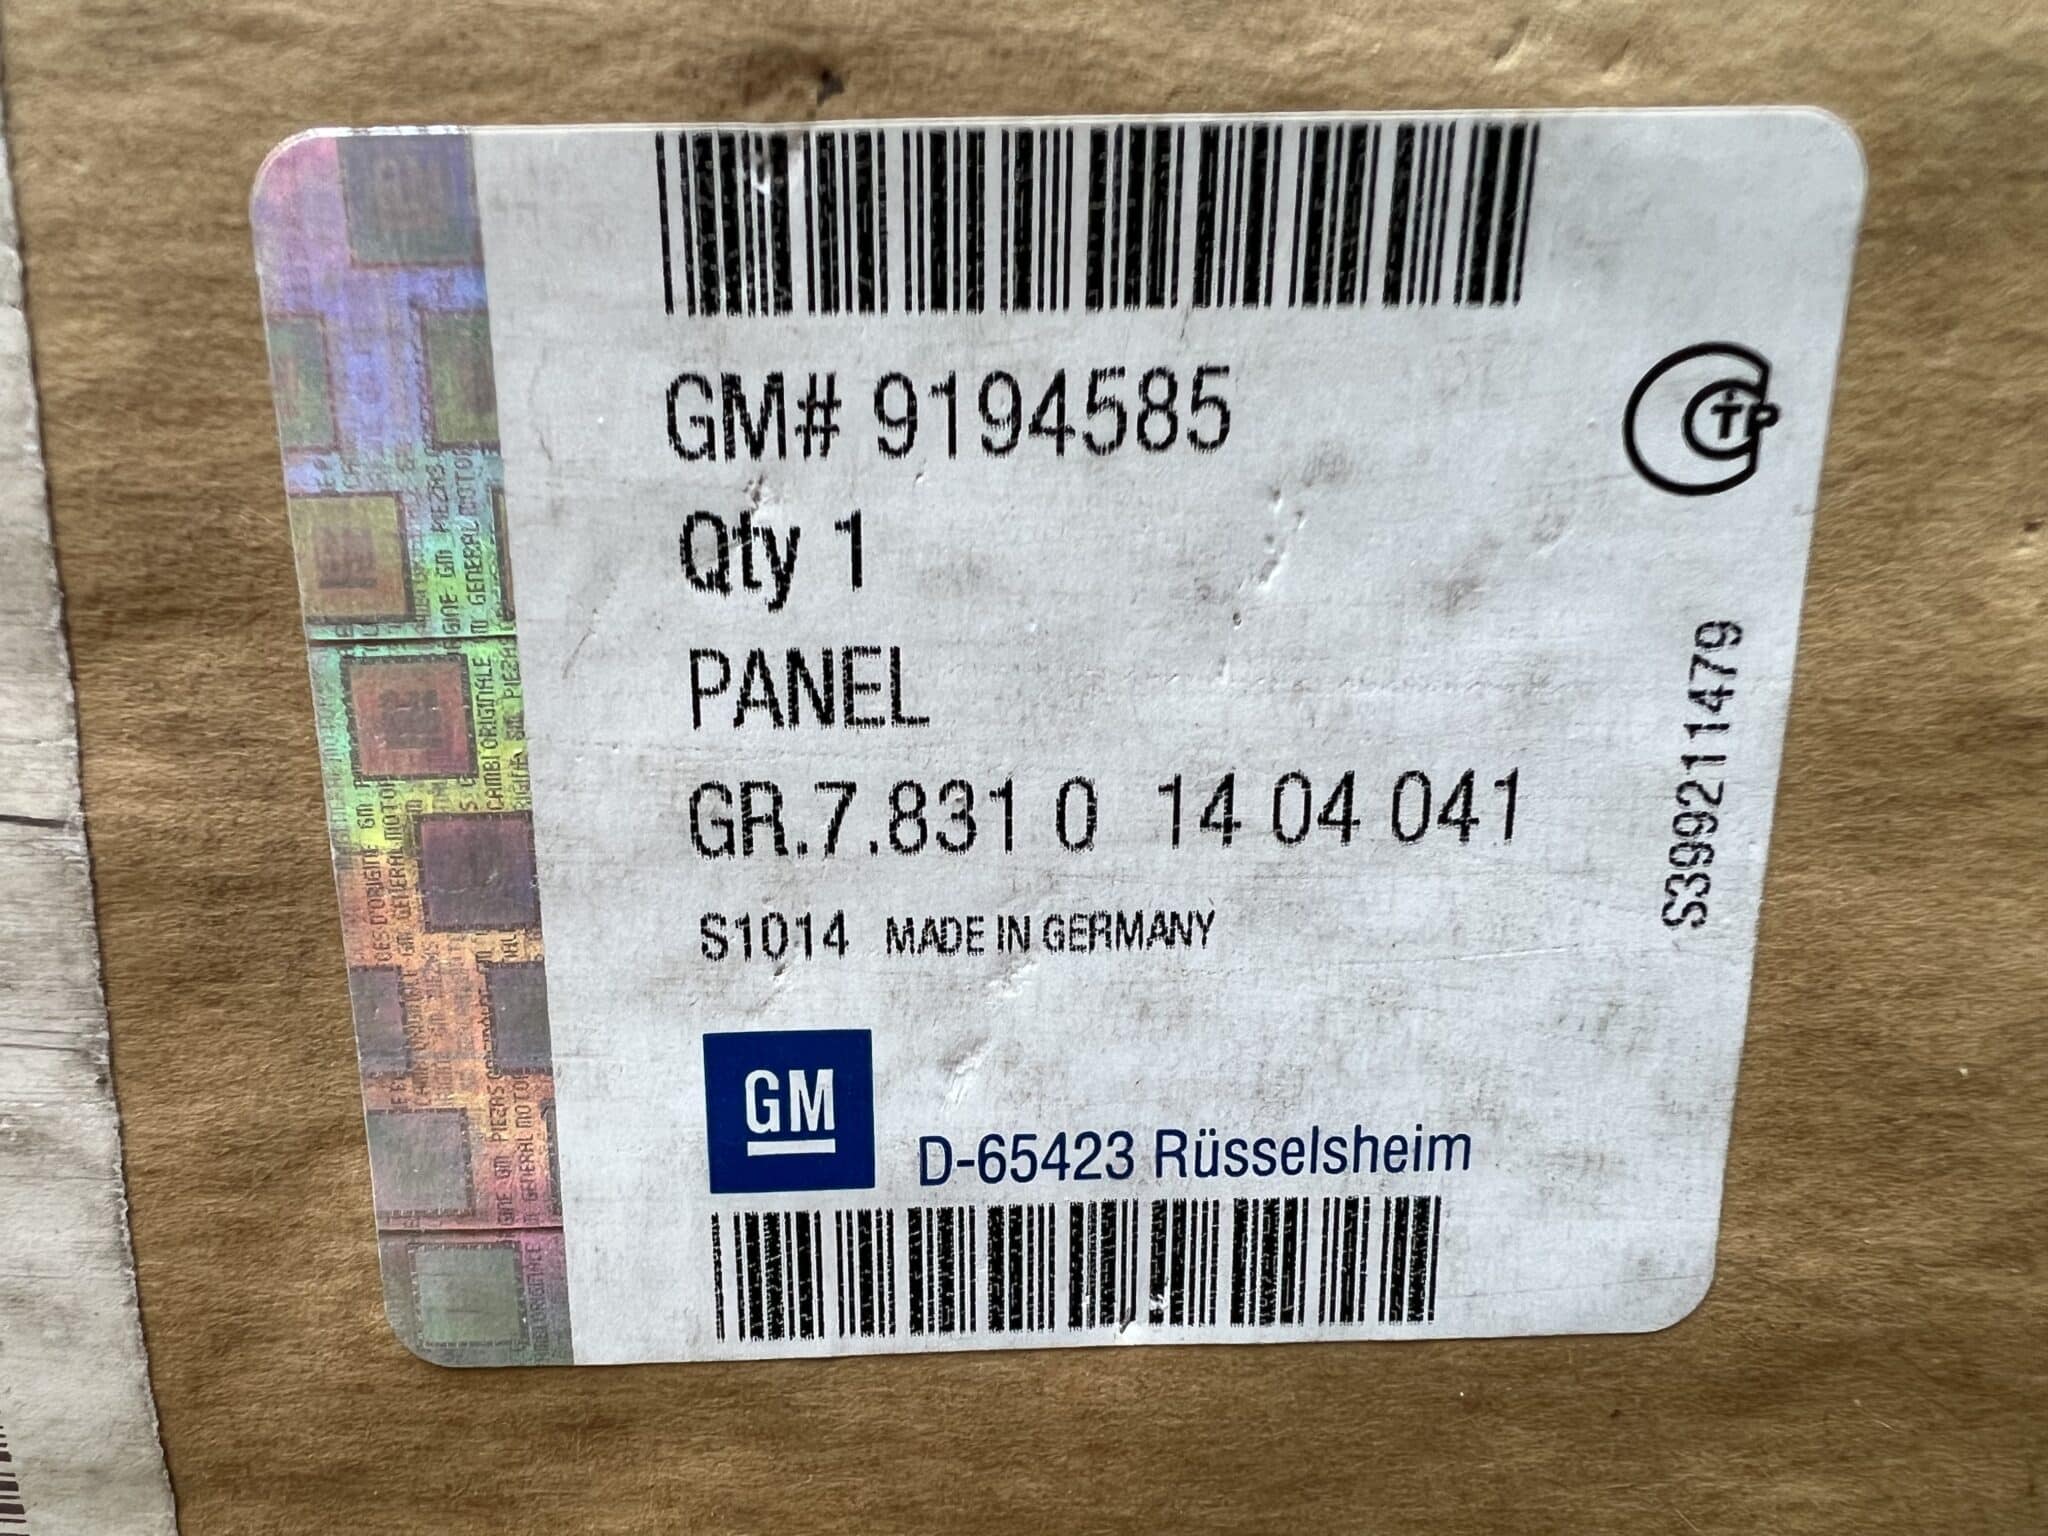 GM# 9194585
Qty 1
PANEL
GR.7.831 0 14 04 041
S1014 MADE IN GERMANY
GM
D-65423 Rüsselsheim
S399211479